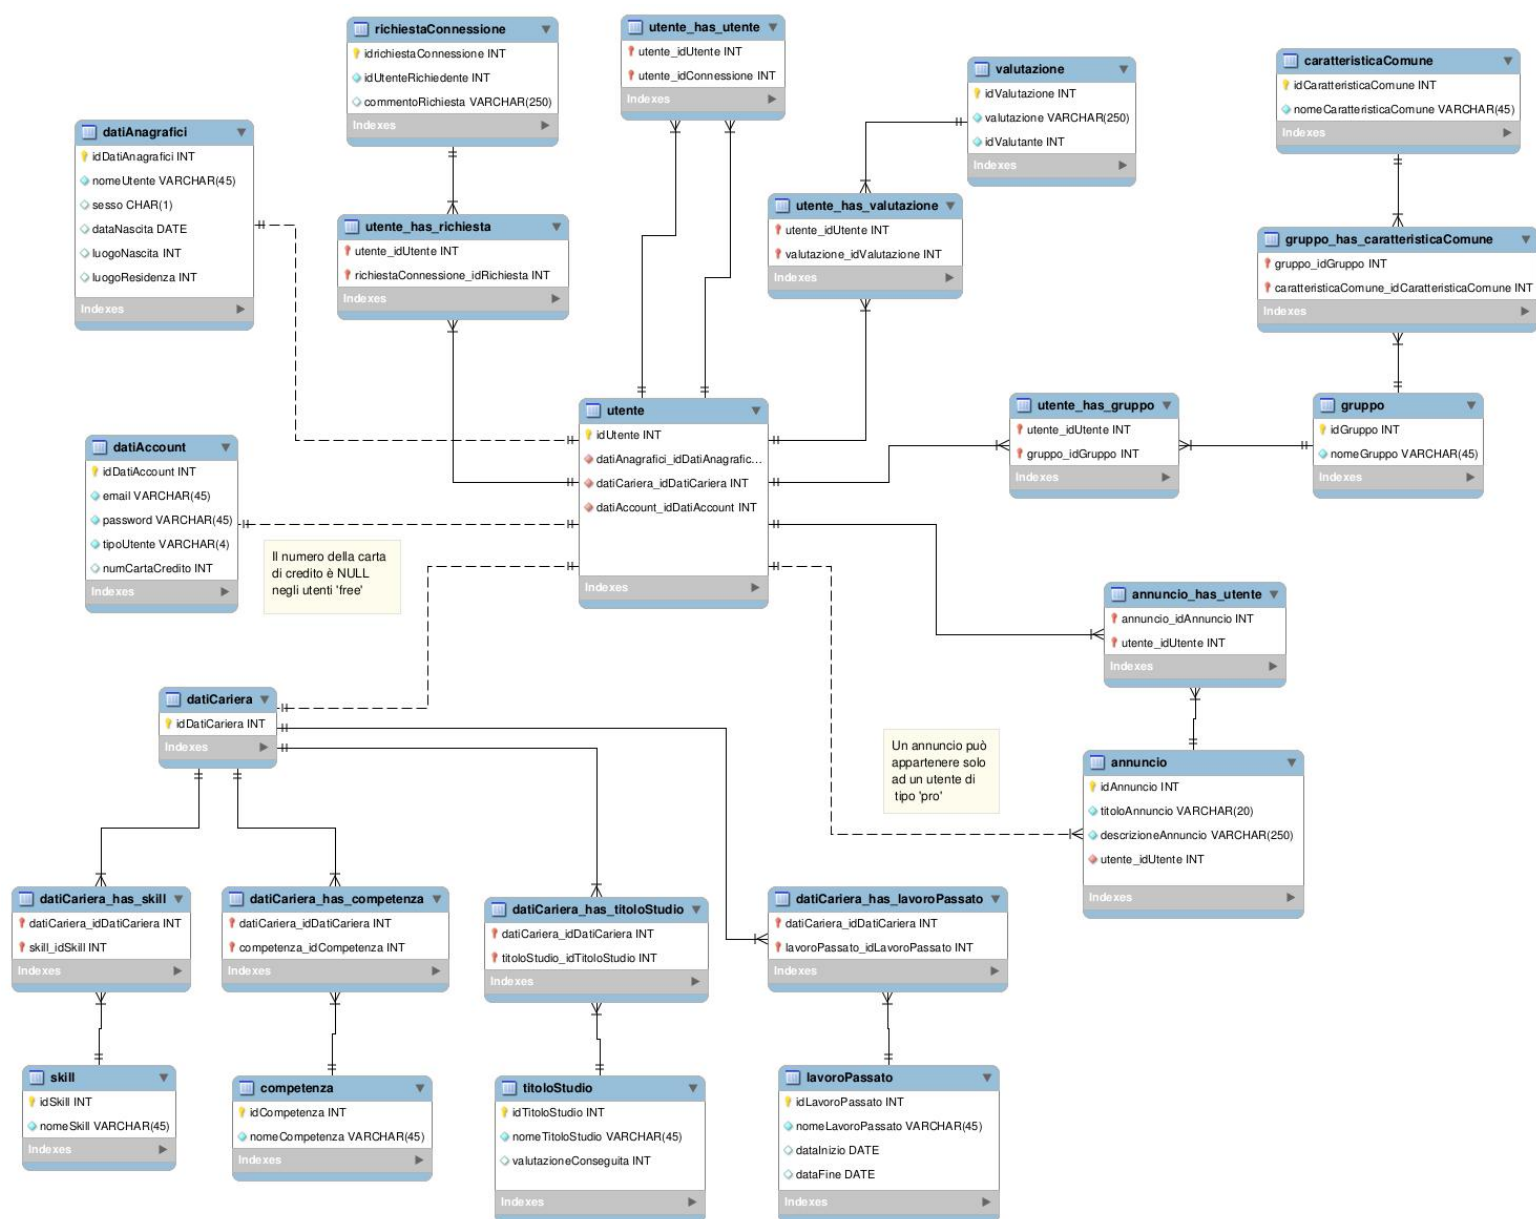 richiestaConnessione
idrichiestaConnessione INT
idUtenteRichiedente INT
commentoRichiesta VARCHAR(250)
Indexes
utente_has_utente
utente_idUtente INT
utente_idConnessione INT
Indexes
valutazione
idValutazione INT
valutazione VARCHAR(250)
idValutante INT
Indexes
caratteristicaComune
idCaratteristicaComune INT
nomeCaratteristicaComune VARCHAR(45)
Indexes
datiAnagrafici
idDatiAnagrafici INT
nomeUtente VARCHAR(45)
sesso CHAR(1)
dataNascita DATE
luogoNascita INT
luogoResidenza INT
Indexes
utente_has_richiesta
utente_idUtente INT
richiestaConnessione_idRichiesta INT
Indexes
utente_has_valutazione
utente_idUtente INT
valutazione_idValutazione INT
Indexes
gruppo_has_caratteristicaComune
gruppo_idGruppo INT
caratteristicaComune_idCaratteristicaComune INT
Indexes
utente
idUtente INT
datiAnagrafici_idDatiAnagrafic...
datiCariera_idDatiCariera INT
datiAccount_idDatiAccount INT
Indexes
utente_has_gruppo
utente_idUtente INT
gruppo_idGruppo INT
Indexes
gruppo
idGruppo INT
nomeGruppo VARCHAR(45)
Indexes
datiAccount
idDatiAccount INT
email VARCHAR(45)
password VARCHAR(45)
tipoUtente VARCHAR(4)
numCartaCredito INT
Indexes
Il numero della carta
di credito è NULL
negli utenti 'free'
annuncio_has_utente
annuncio_idAnnuncio INT
utente_idUtente INT
Indexes
datiCariera
idDatiCariera INT
Indexes
Un annuncio può
appartenere solo
ad un utente di
tipo 'pro'
annuncio
idAnnuncio INT
titoloAnnuncio VARCHAR(20)
descrizioneAnnuncio VARCHAR(250)
utente_idUtente INT
Indexes
datiCariera_has_skill
datiCariera_idDatiCariera INT
skill_idSkill INT
Indexes
datiCariera_has_competenza
datiCariera_idDatiCariera INT
competenza_idCompetenza INT
Indexes
datiCariera_has_titoloStudio
datiCariera_idDatiCariera INT
titoloStudio_idTitoloStudio INT
Indexes
datiCariera_has_lavoroPassato
datiCariera_idDatiCariera INT
lavoroPassato_idLavoroPassato INT
Indexes
skill
idSkill INT
nomeSkill VARCHAR(45)
Indexes
competenza
idCompetenza INT
nomeCompetenza VARCHAR(45)
Indexes
titoloStudio
idTitoloStudio INT
nomeTitoloStudio VARCHAR(45)
valutazioneConseguita INT
Indexes
lavoroPassato
idLavoroPassato INT
nomeLavoroPassato VARCHAR(45)
dataInizio DATE
dataFine DATE
Indexes